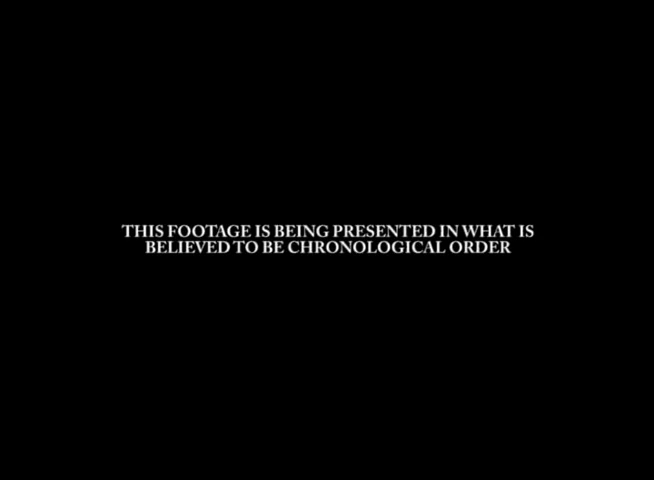 THIS FOOTAGE IS BEING PRESENTED IN WHAT IS
BELIEVED TO BE CHRONOLOGICAL ORDER